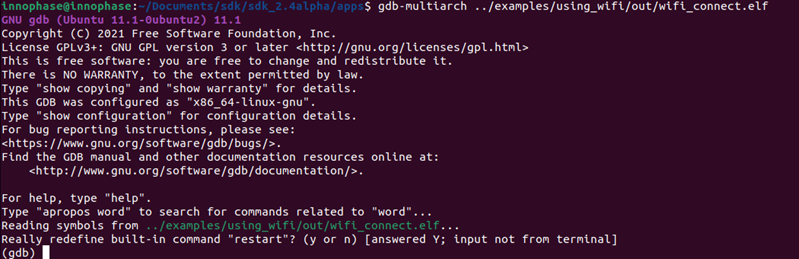 innophase@innophase:~/Documents/sdk/sdk_2.4alpha/apps$ gdb-multiarch ../examples/using_wifi/out/wifi_connect.elf
GNU gdb (Ubuntu 11.1-0ubuntu2) 11.1
Copyright (C) 2021 Free Software Foundation, Inc.
License GPLv3+: GNU GPL version 3 or later <http://gnu.org/licenses/gpl.html>
This is free software: you are free to change and redistribute it.
There is NO WARRANTY, to the extent permitted by law.
Type "show copying" and "show warranty" for details.
This GDB was configured as "x86_64-linux-gnu".
Type "show configuration" for configuration details.
For bug reporting instructions, please see:
<https://www.gnu.org/software/gdb/bugs/>.
Find the GDB manual and other documentation resources online at:
    <http://www.gnu.org/software/gdb/documentation/>.

For help, type "help".
Type "apropos word" to search for commands related to "word"...
Reading symbols from ../examples/using_wifi/out/wifi_connect.elf...
Really redefine built-in command "restart"? (y or n) [answered Y; input not from terminal]
(gdb)